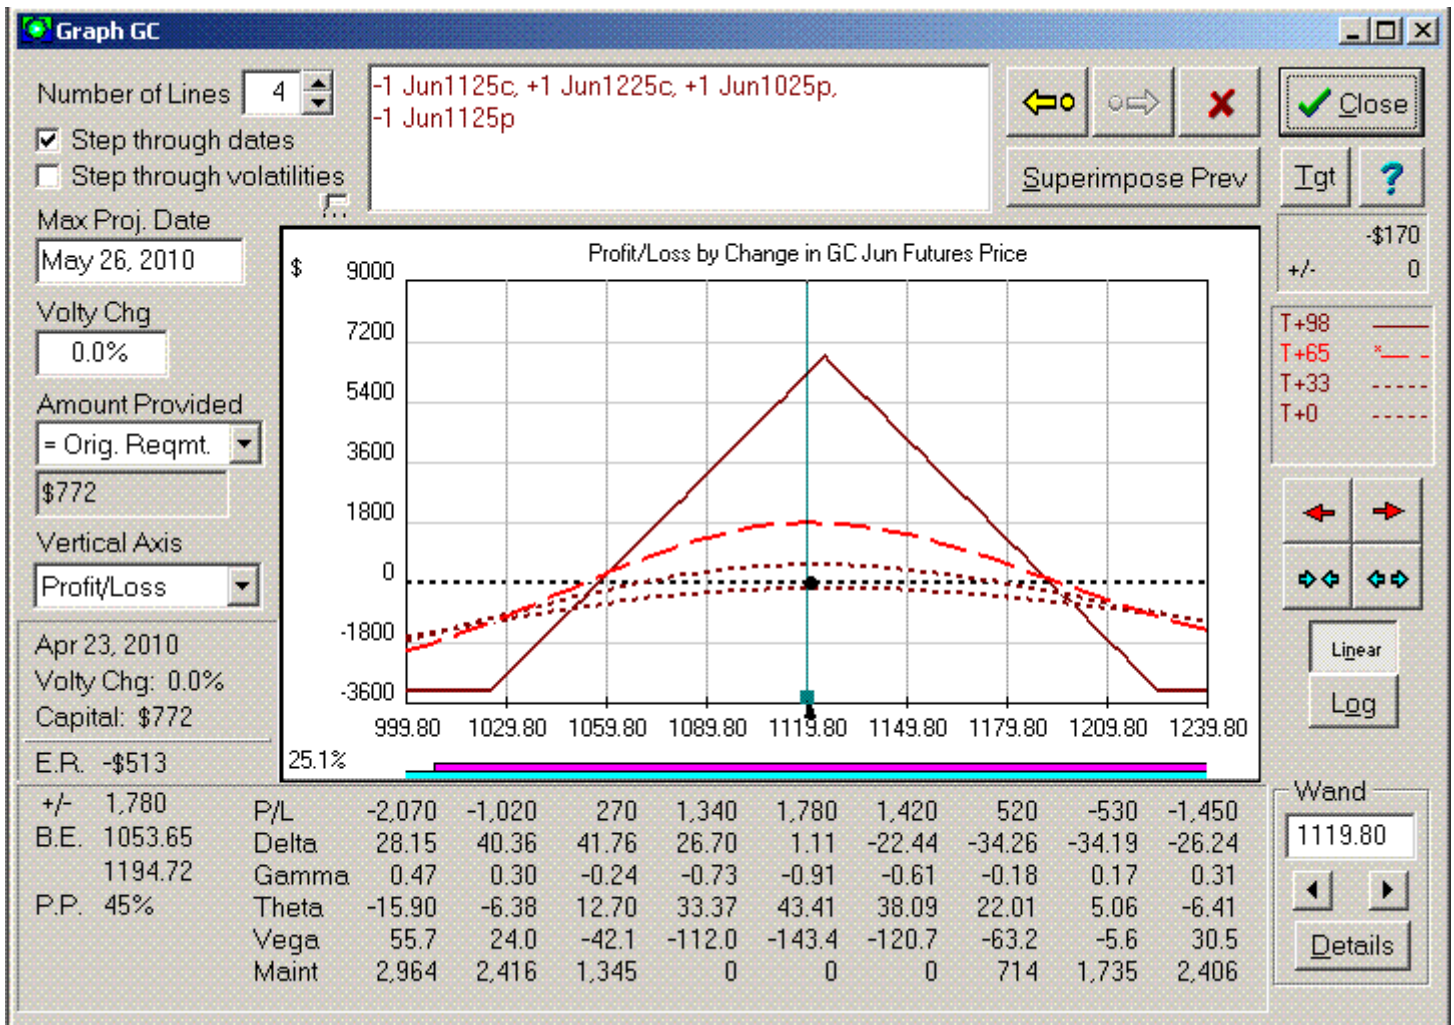 Graph GC
Number of Lines 4
-1 Jun1125c, +1 Jun1225c, +1 Jun1025p,
-1 Jun1125p
Close
Step through dates
Step through volatilities
Superimpose Prev
Tgt
?
Max Proj. Date
May 26, 2010
Volty Chg
0.0%
Amount Provided
= Orig. Reqmt.
$772
Vertical Axis
Profit/Loss
Apr 23, 2010
Volty Chg: 0.0%
Capital: $772
E.R. -$513
Profit/Loss by Change in GC Jun Futures Price
$
9000
7200
5400
3600
1800
0
-1800
-3600
999.80 1029.80 1059.80 1089.80 1119.80 1149.80 1179.80 1209.80 1239.80
25.1%
-$170
+/- 0
T+98
T+65
T+33
T+0
Linear
Log
+/- 1,780
B.E. 1053.65
1194.72
P.P. 45%
P/L -2,070 -1,020 270 1,340 1,780 1,420 520 -530 -1,450
Delta 28.15 40.36 41.76 26.70 1.11 -22.44 -34.26 -34.19 -26.24
Gamma 0.47 0.30 -0.24 -0.73 -0.91 -0.61 -0.18 0.17 0.31
Theta -15.90 -6.38 12.70 33.37 43.41 38.09 22.01 5.06 -6.41
Vega 55.7 24.0 -42.1 -112.0 -143.4 -120.7 -63.2 -5.6 30.5
Maint 2,964 2,416 1,345 0 0 0 714 1,735 2,406
Wand
1119.80
Details